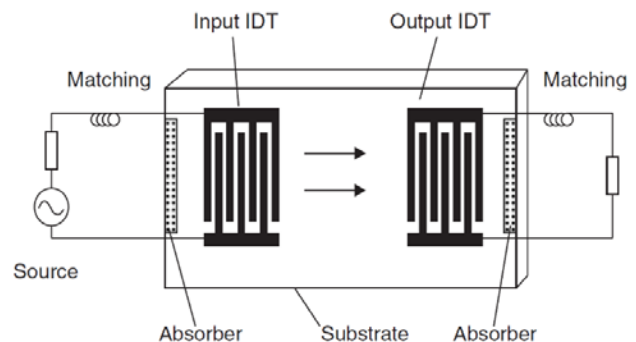 Input IDT
Output IDT
Matching
Matching
Source
Absorber
Substrate
Absorber